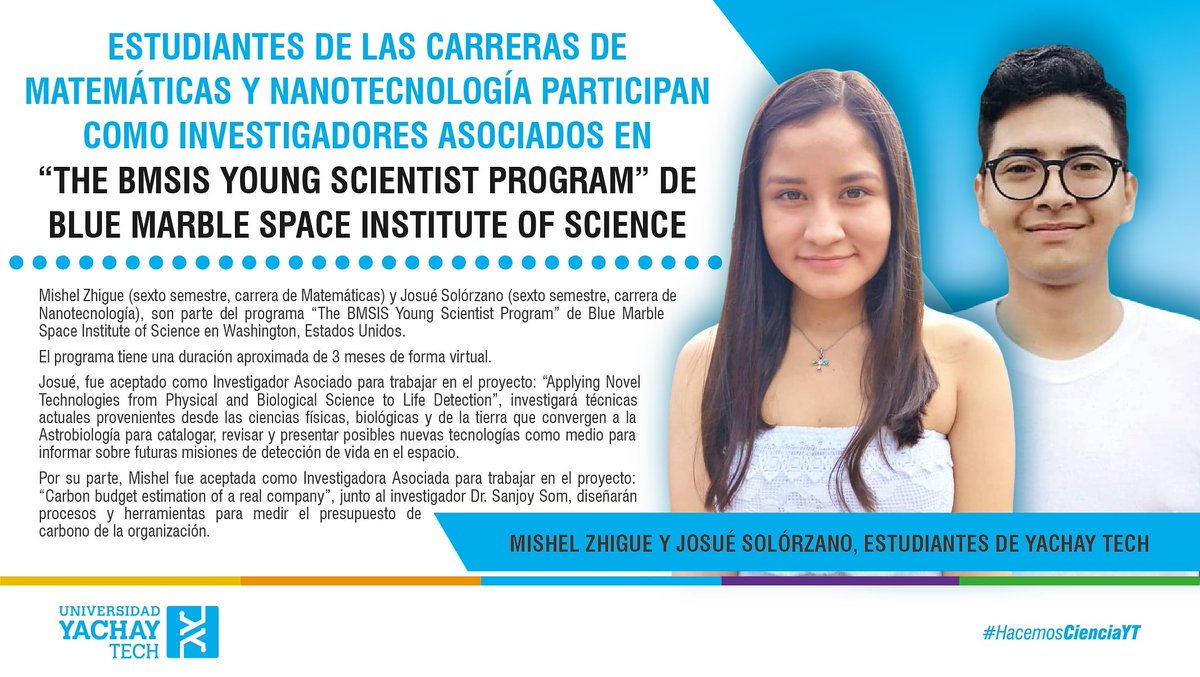 ESTUDIANTES DE LAS CARRERAS DE
MATEMÁTICAS Y NANOTECNOLOGÍA PARTICIPAN
COMO INVESTIGADORES ASOCIADOS EN
“THE BMSIS YOUNG SCIENTIST PROGRAM” DE
BLUE MARBLE SPACE INSTITUTE OF SCIENCE
Mishel Zhigue (sexto semestre, carrera de Matemáticas) y Josué Solórzano (sexto semestre, carrera de
Nanotecnología), son parte del programa “The BMSIS Young Scientist Program” de Blue Marble
Space Institute of Science en Washington, Estados Unidos.
El programa tiene una duración aproximada de 3 meses de forma virtual.
Josué, fue aceptado como Investigador Asociado para trabajar en el proyecto: “Applying Novel
Technologies from Physical and Biological Science to Life Detection”, investigará técnicas
actuales provenientes desde las ciencias físicas, biológicas y de la tierra que convergen a la
Astrobiología para catalogar, revisar y presentar posibles nuevas tecnologías como medio para
informar sobre futuras misiones de detección de vida en el espacio.
Por su parte, Mishel fue aceptada como Investigadora Asociada para trabajar en el proyecto:
“Carbon budget estimation of a real company”, junto al investigador Dr. Sanjoy Som, diseñarán
procesos y herramientas para medir el presupuesto de
carbono de la organización.
MISHEL ZHIGUE Y JOSUÉ SOLÓRZANO, ESTUDIANTES DE YACHAY TECH
UNIVERSIDAD
YACHAY
TECH
#HacemosCienciaYT